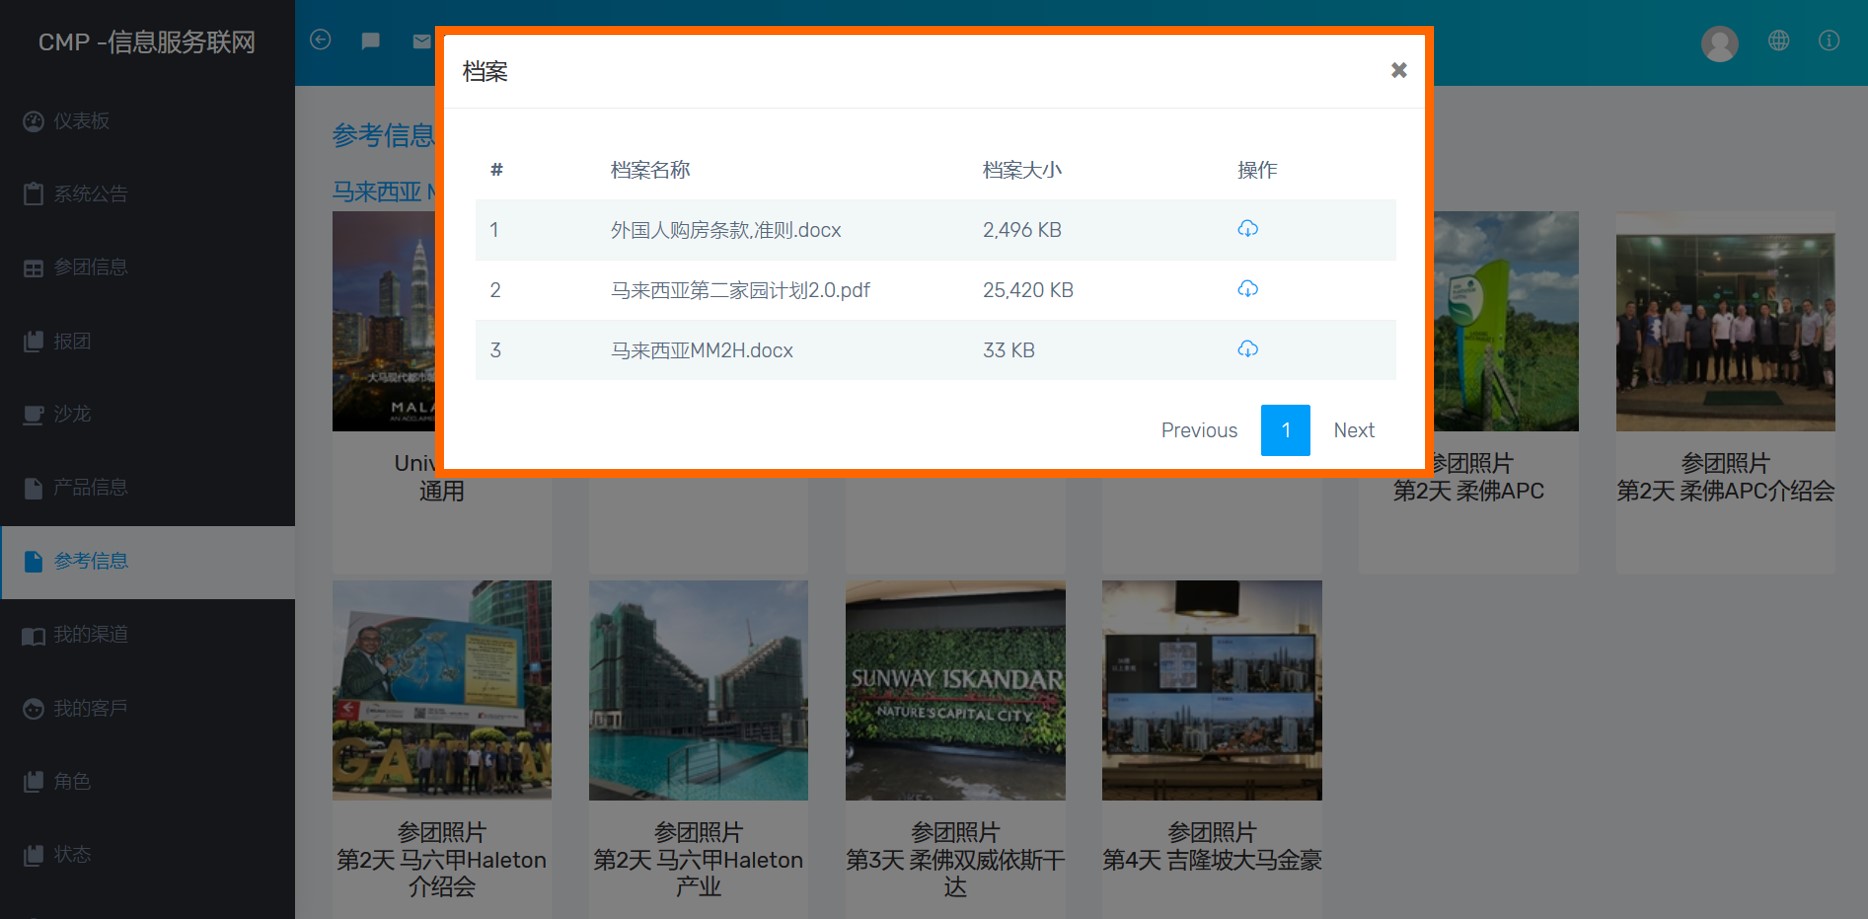 CMP -信息服务联网
仪表板
系统公告
参团信息
报团
沙龙
产品信息
参考信息
我的渠道
我的客戶
角色
状态
参考信息
马来西亚
档案
# 档案名称 档案大小 操作
1 外国人购房条款,准则.docx 2,496 KB
2 马来西亚第二家园计划2.0.pdf 25,420 KB
3 马来西亚MM2H.docx 33 KB
Previous 1 Next
MALA
Univ
通用
参团照片
第2天 柔佛APC
参团照片
第2天 柔佛APC介绍会
GA
SUNWAY ISKANDAR
NATURE'S CAPITAL CITY
参团照片
第2天 马六甲Haleton
介绍会
参团照片
第2天 马六甲Haleton
产业
参团照片
第3天 柔佛双威依斯干
达
参团照片
第4天 吉隆坡大马金豪